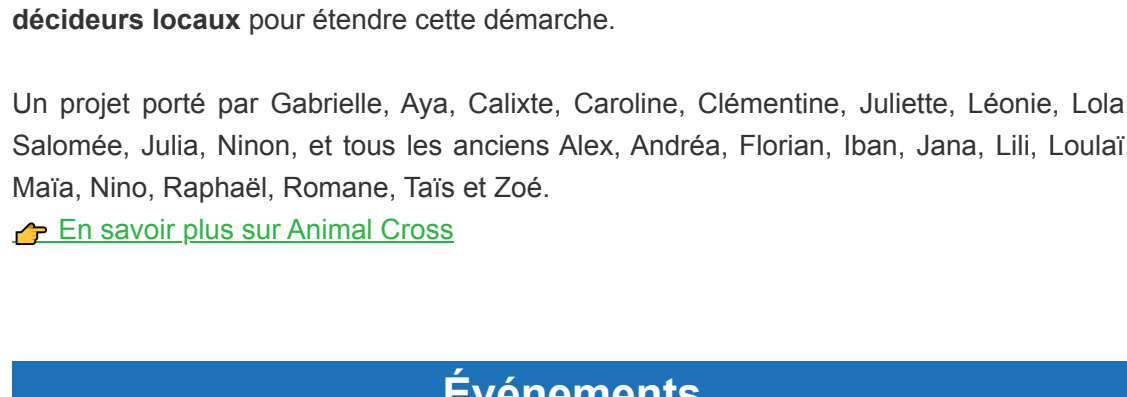 décideurs locaux pour étendre cette démarche.
Un projet porté par Gabrielle, Aya, Calixte, Caroline, Clémentine, Juliette, Léonie, Lola
Salomée, Julia, Ninon, et tous les anciens Alex, Andréa, Florian, Iban, Jana, Lili, Loulaï
Maïa, Nino, Raphaël, Romane, Taïs et Zoé.
👉 En savoir plus sur Animal Cross
Événements